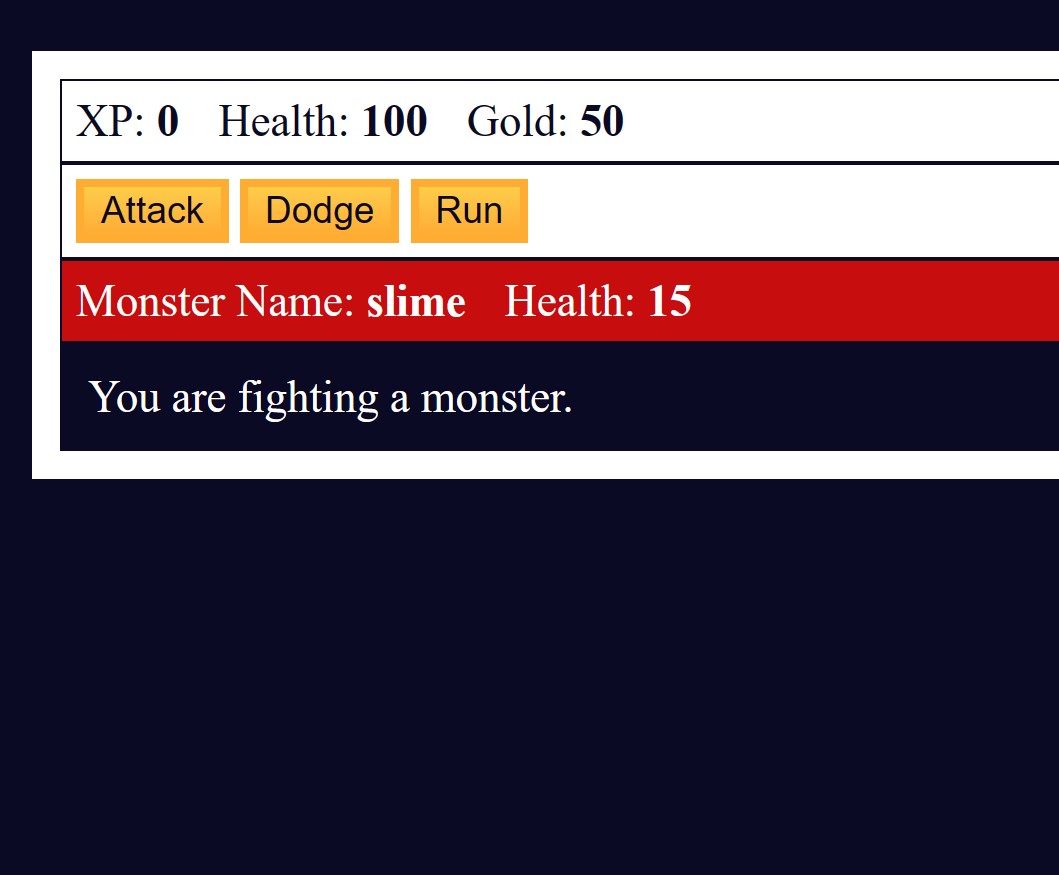 XP: 0 Health: 100 Gold: 50
Attack Dodge Run
Monster Name: slime Health: 15
You are fighting a monster.